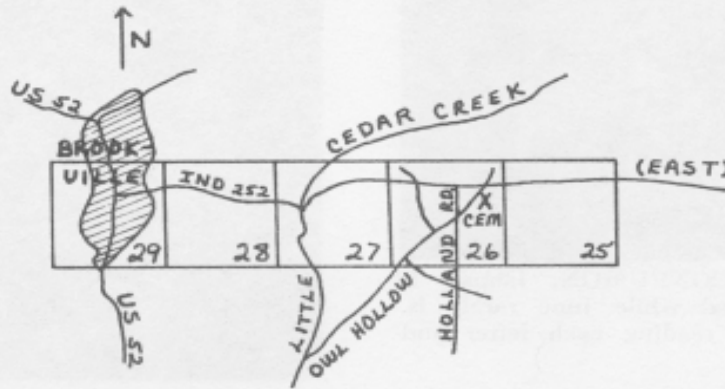 N
US 52
CEDAR CREEK
BROOK
VILLE
IND 252
(EAST)
HOLLAND RD
X
CEM
29
28
27
26
25
US 52
LITTLE
OWL HOLLOW